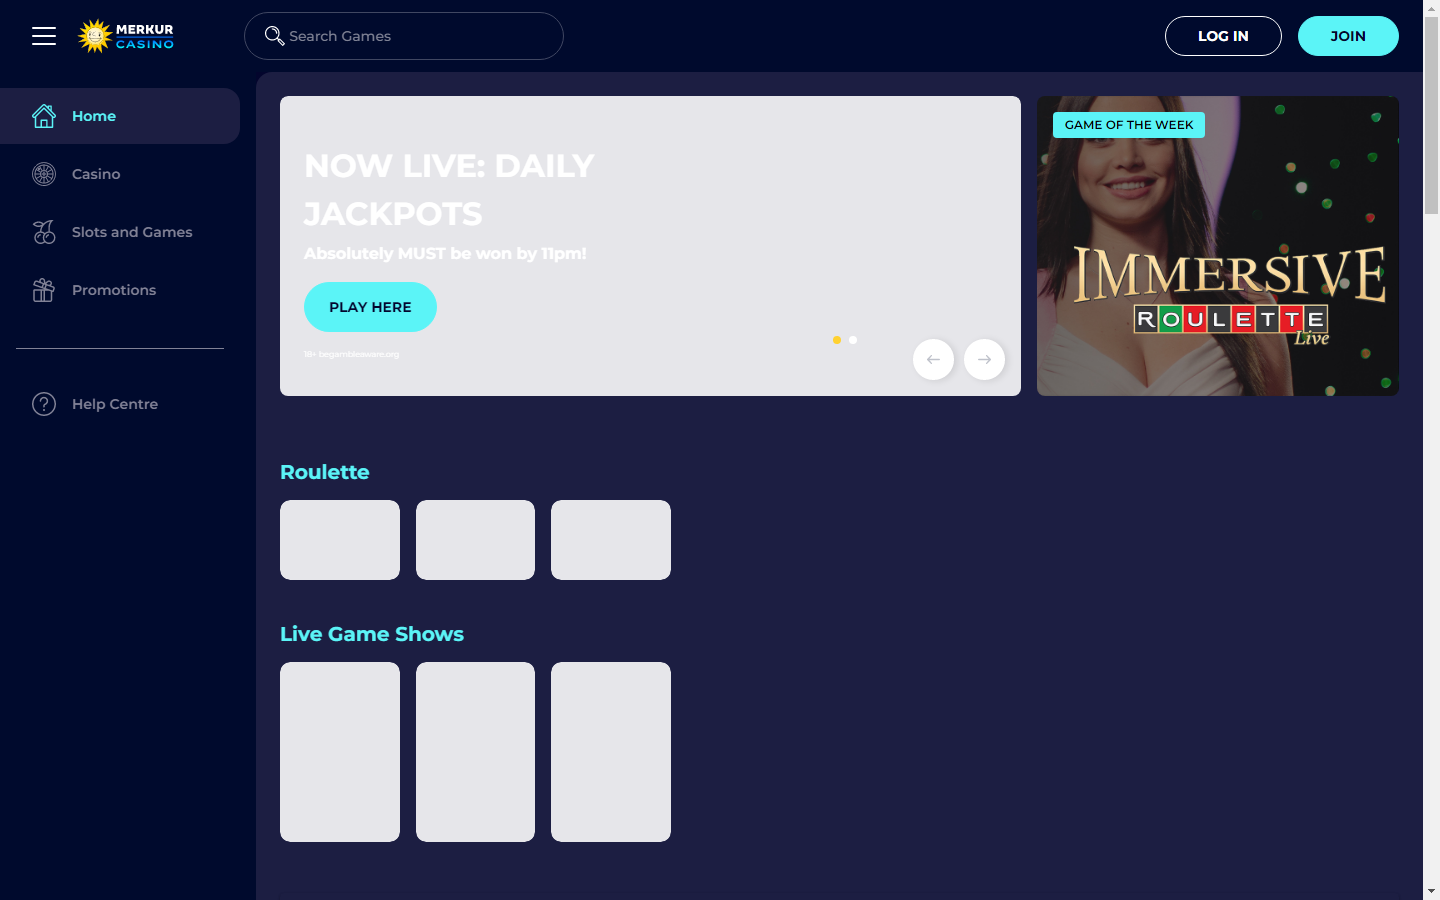 MERKUR
CASINO
Search Games
LOG IN
JOIN
Home
Casino
Slots and Games
Promotions
Help Centre
NOW LIVE: DAILY
JACKPOTS
Absolutely MUST be won by 11pm!
PLAY HERE
18+ begambleaware.org
GAME OF THE WEEK
IMMERSIVE
ROULETTE
Live
Roulette
Live Game Shows